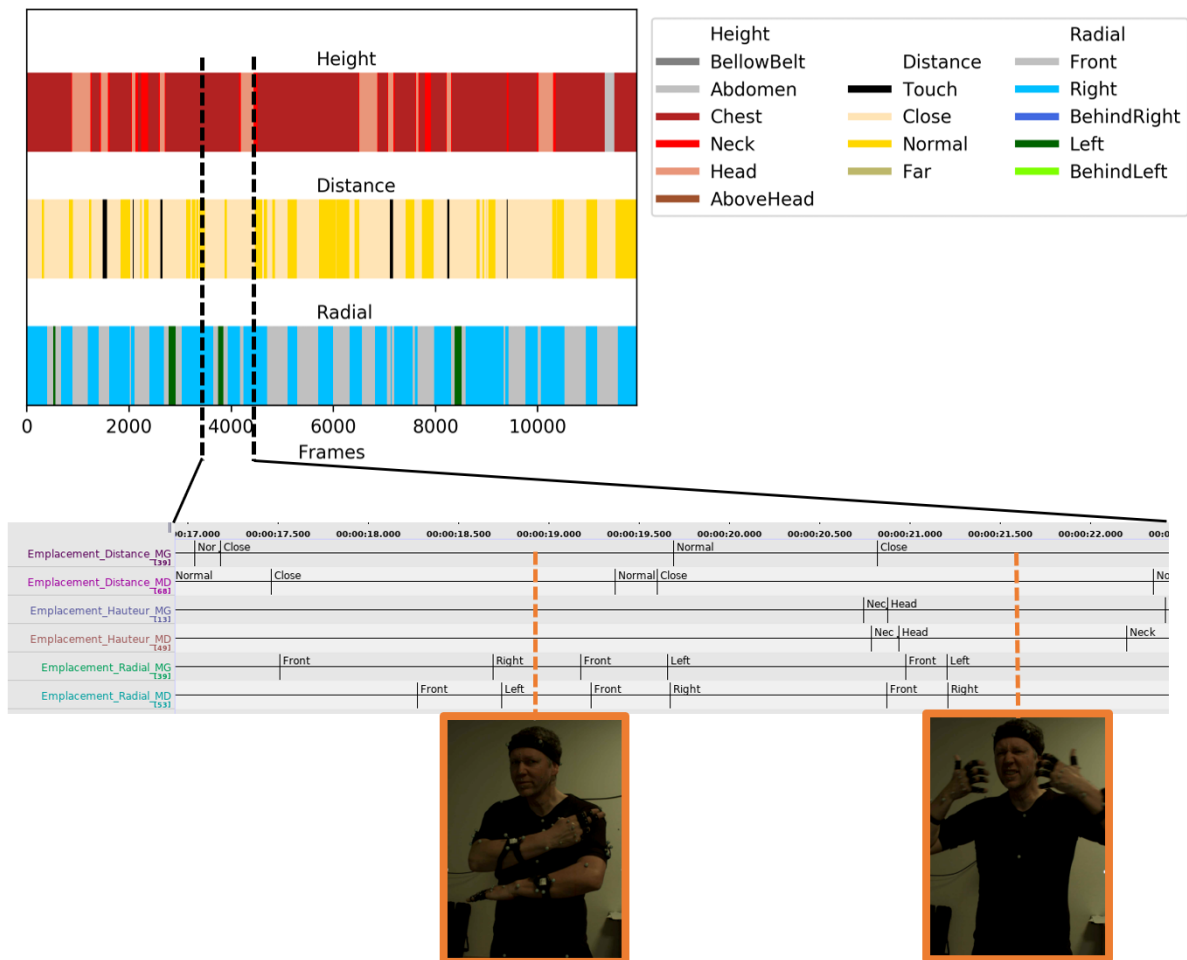 Height
Distance
Radial
0 2000 4000 6000 8000 10000
Frames
Height
BellowBelt
Abdomen
Chest
Neck
Head
AboveHead
Distance
Touch
Close
Normal
Far
Radial
Front
Right
BehindRight
Left
BehindLeft
00:17.000 00:00:17.500 00:00:18.000 00:00:18.500 00:00:19.000 00:00:19.500 00:00:20.000 00:00:20.500 00:00:21.000 00:00:21.500 00:00:22.000 00:0
Emplacement_Distance_MG Nor. Close Normal Close
[39]
Emplacement_Distance_MD Normal Close Normal Close No
[68]
Emplacement_Hauteur_MG Nec. Head
[13]
Emplacement_Hauteur_MD Nec. Head Neck
[49]
Emplacement_Radial_MG Front Right Front Left Front Left
[39]
Emplacement_Radial_MD Front Left Front Right Front Right
[53]